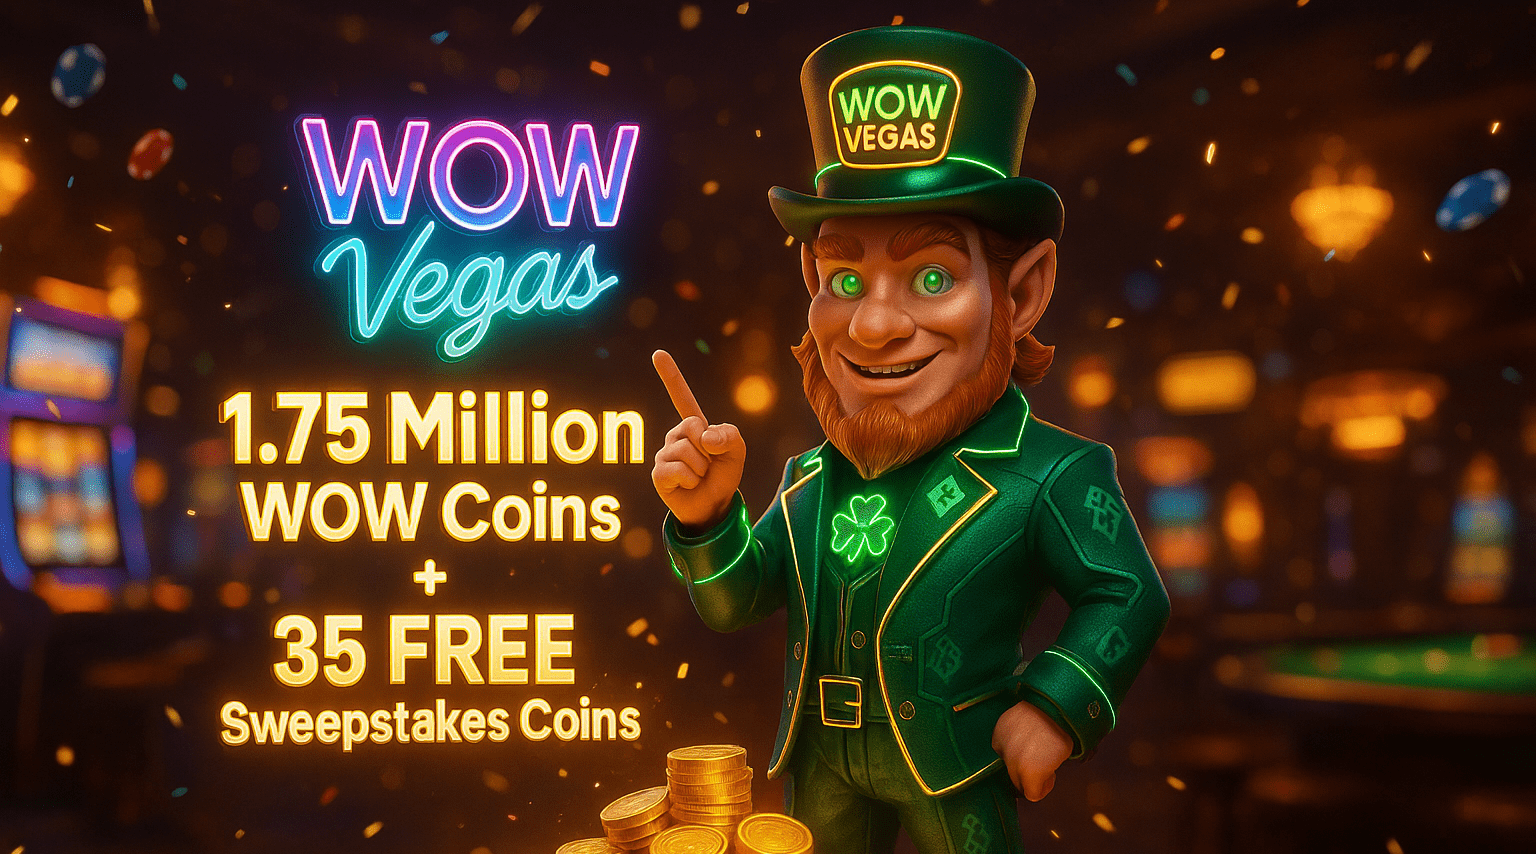 WOW
Vegas
1.75 Million
WOW Coins
+
35 FREE
Sweepstakes Coins
WOW
VEGAS